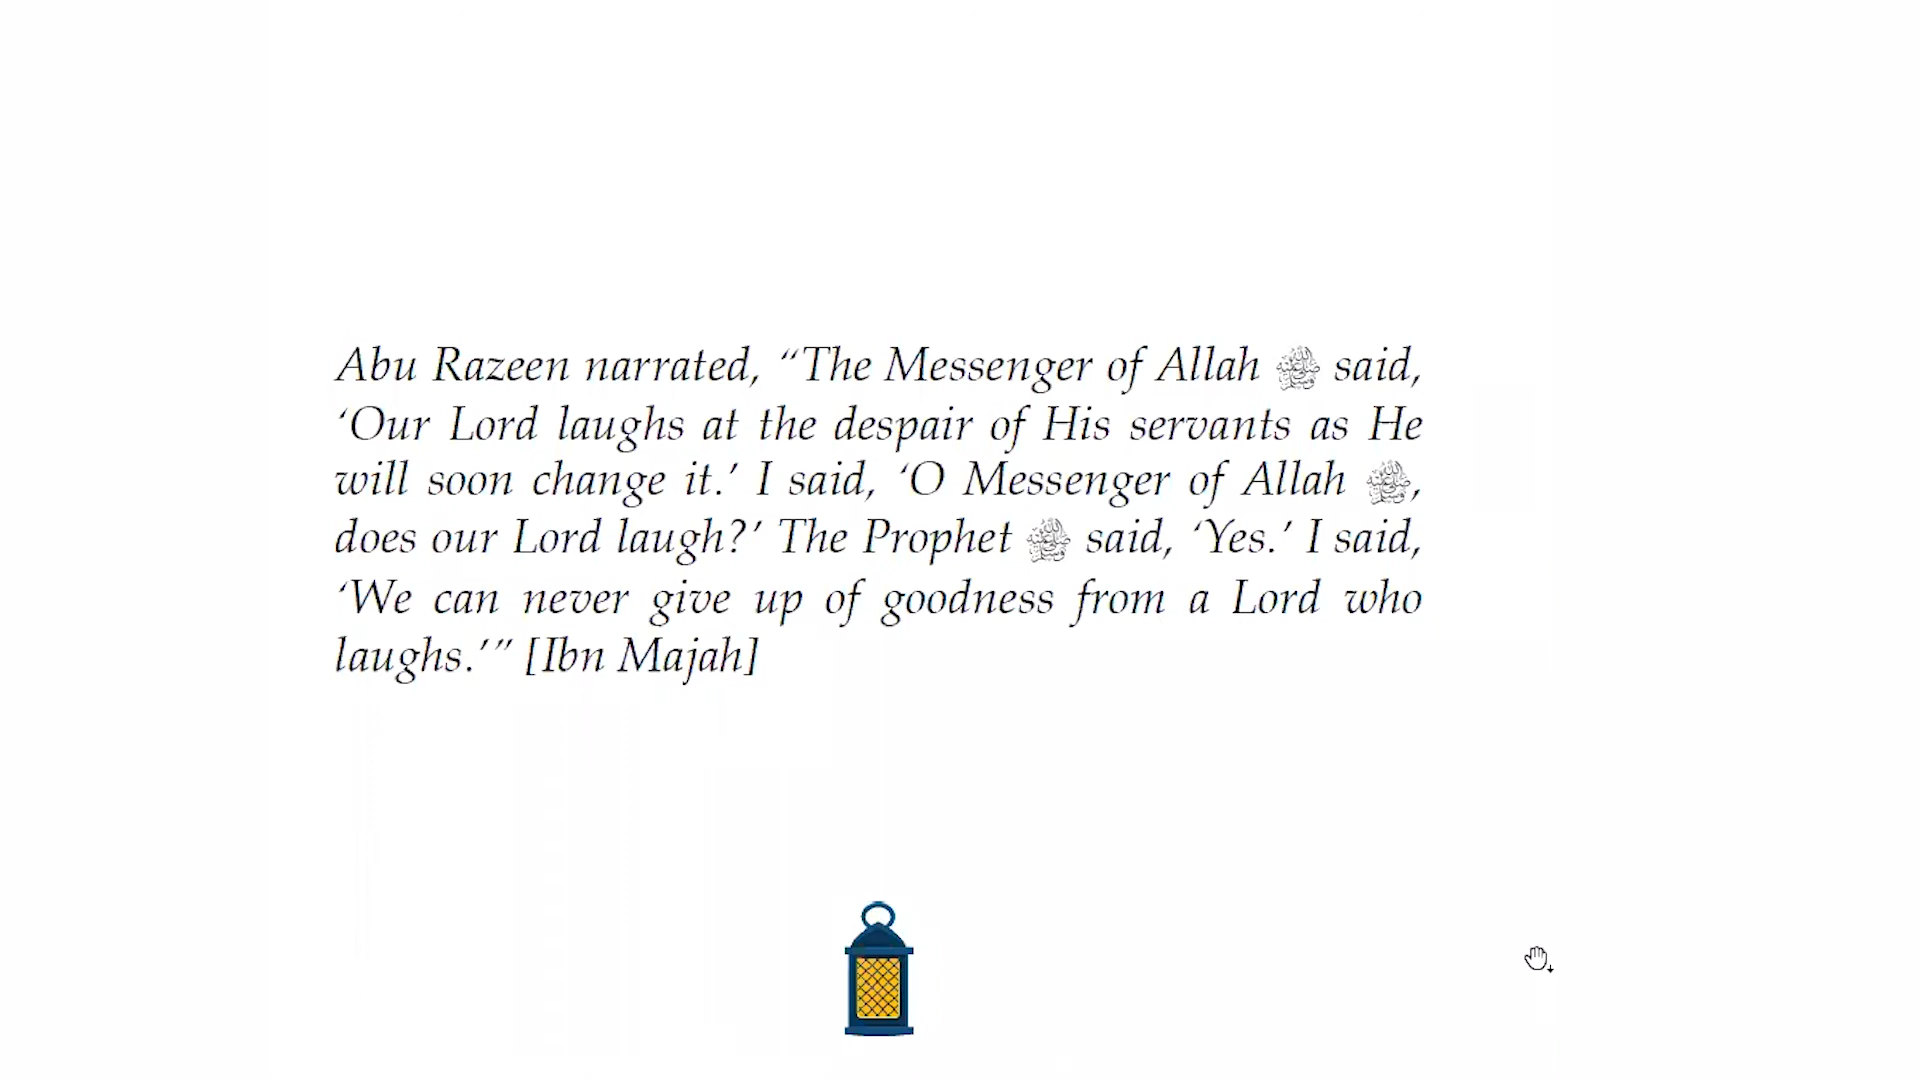 Abu Razeen narrated, “The Messenger of Allah ﷺ said,
‘Our Lord laughs at the despair of His servants as He
will soon change it.’ I said, ‘O Messenger of Allah ﷺ,
does our Lord laugh?’ The Prophet ﷺ said, ‘Yes.’ I said,
‘We can never give up of goodness from a Lord who
laughs.’” [Ibn Majah]